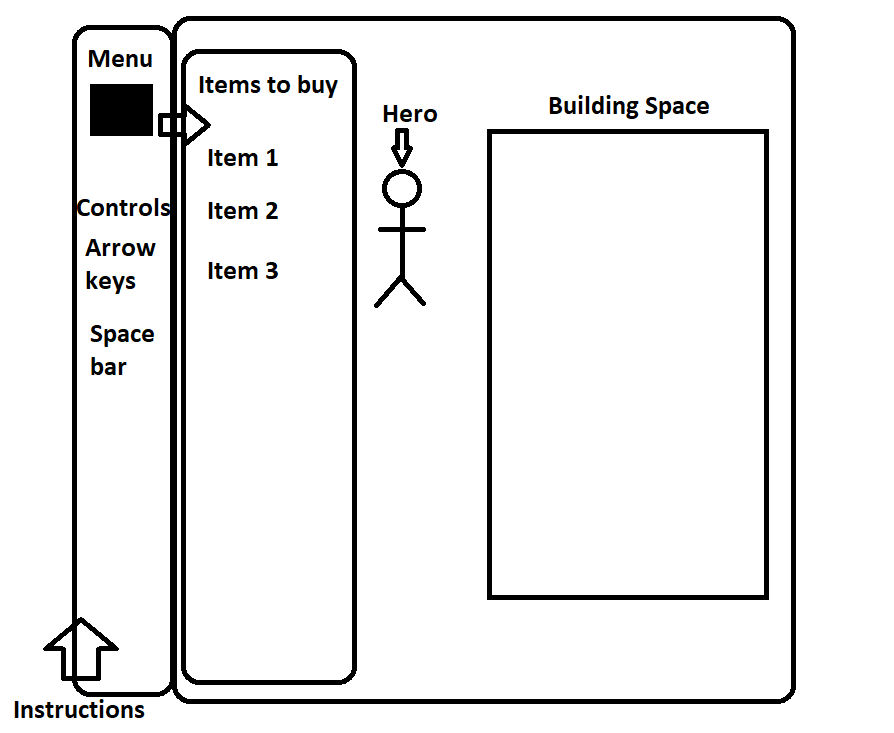 Menu
Controls
Arrow
keys
Space
bar
Instructions
Items to buy
Item 1
Item 2
Item 3
Hero
Building Space